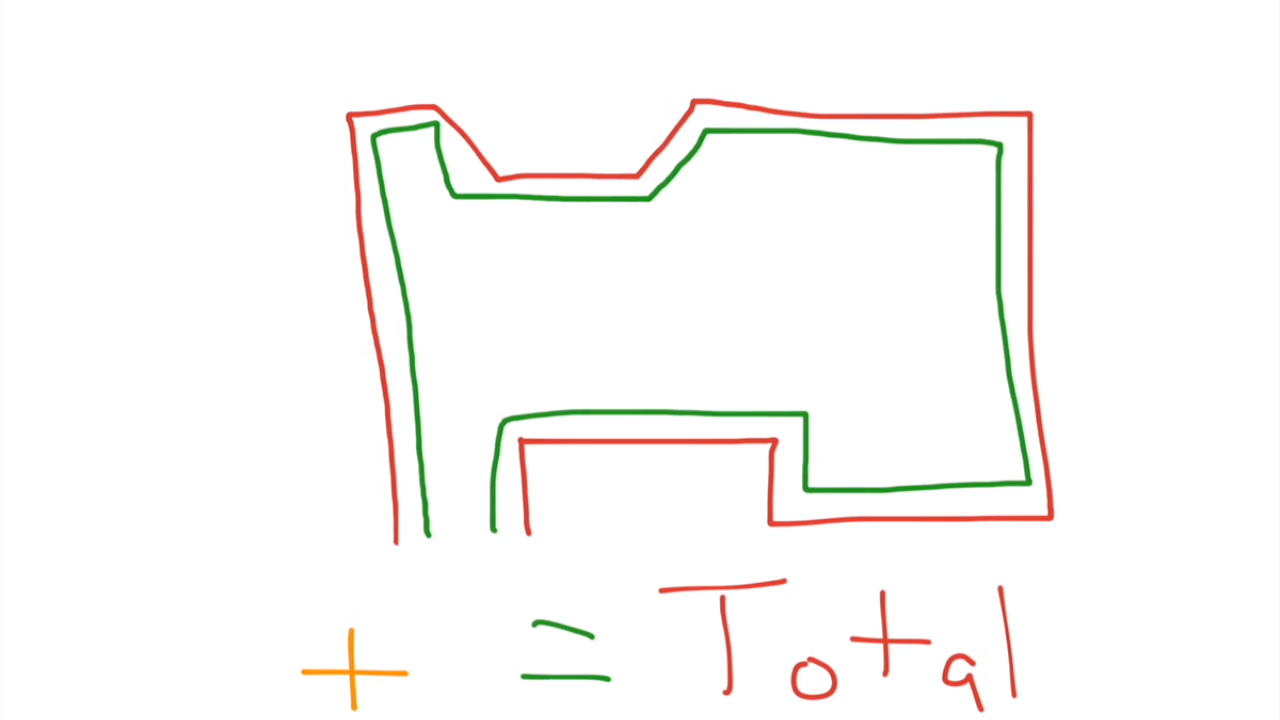 + = Total